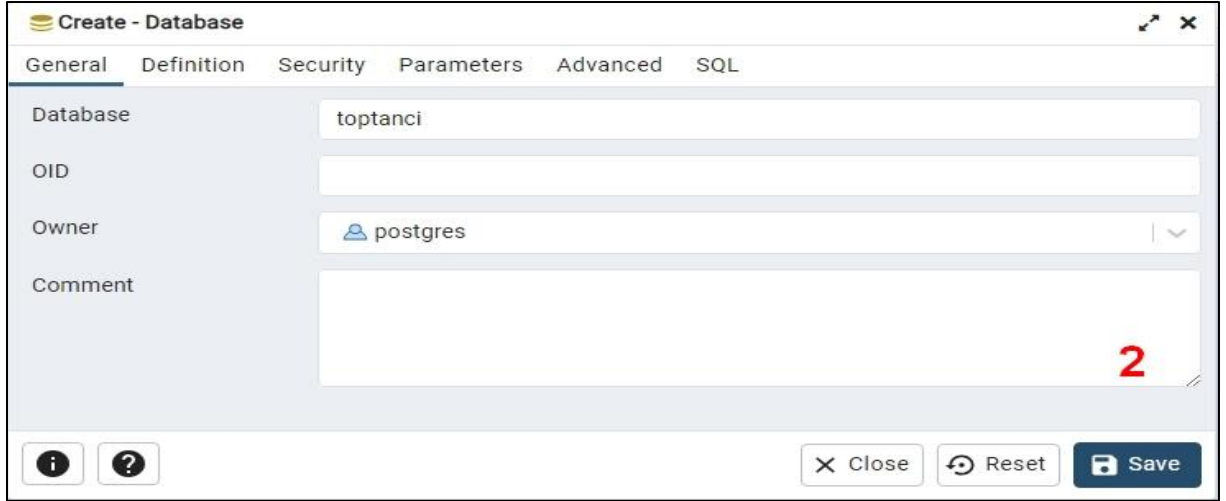 Create - Database
General Definition Security Parameters Advanced SQL
Database toptanci
OID
Owner postgres
Comment
2
Close Reset Save